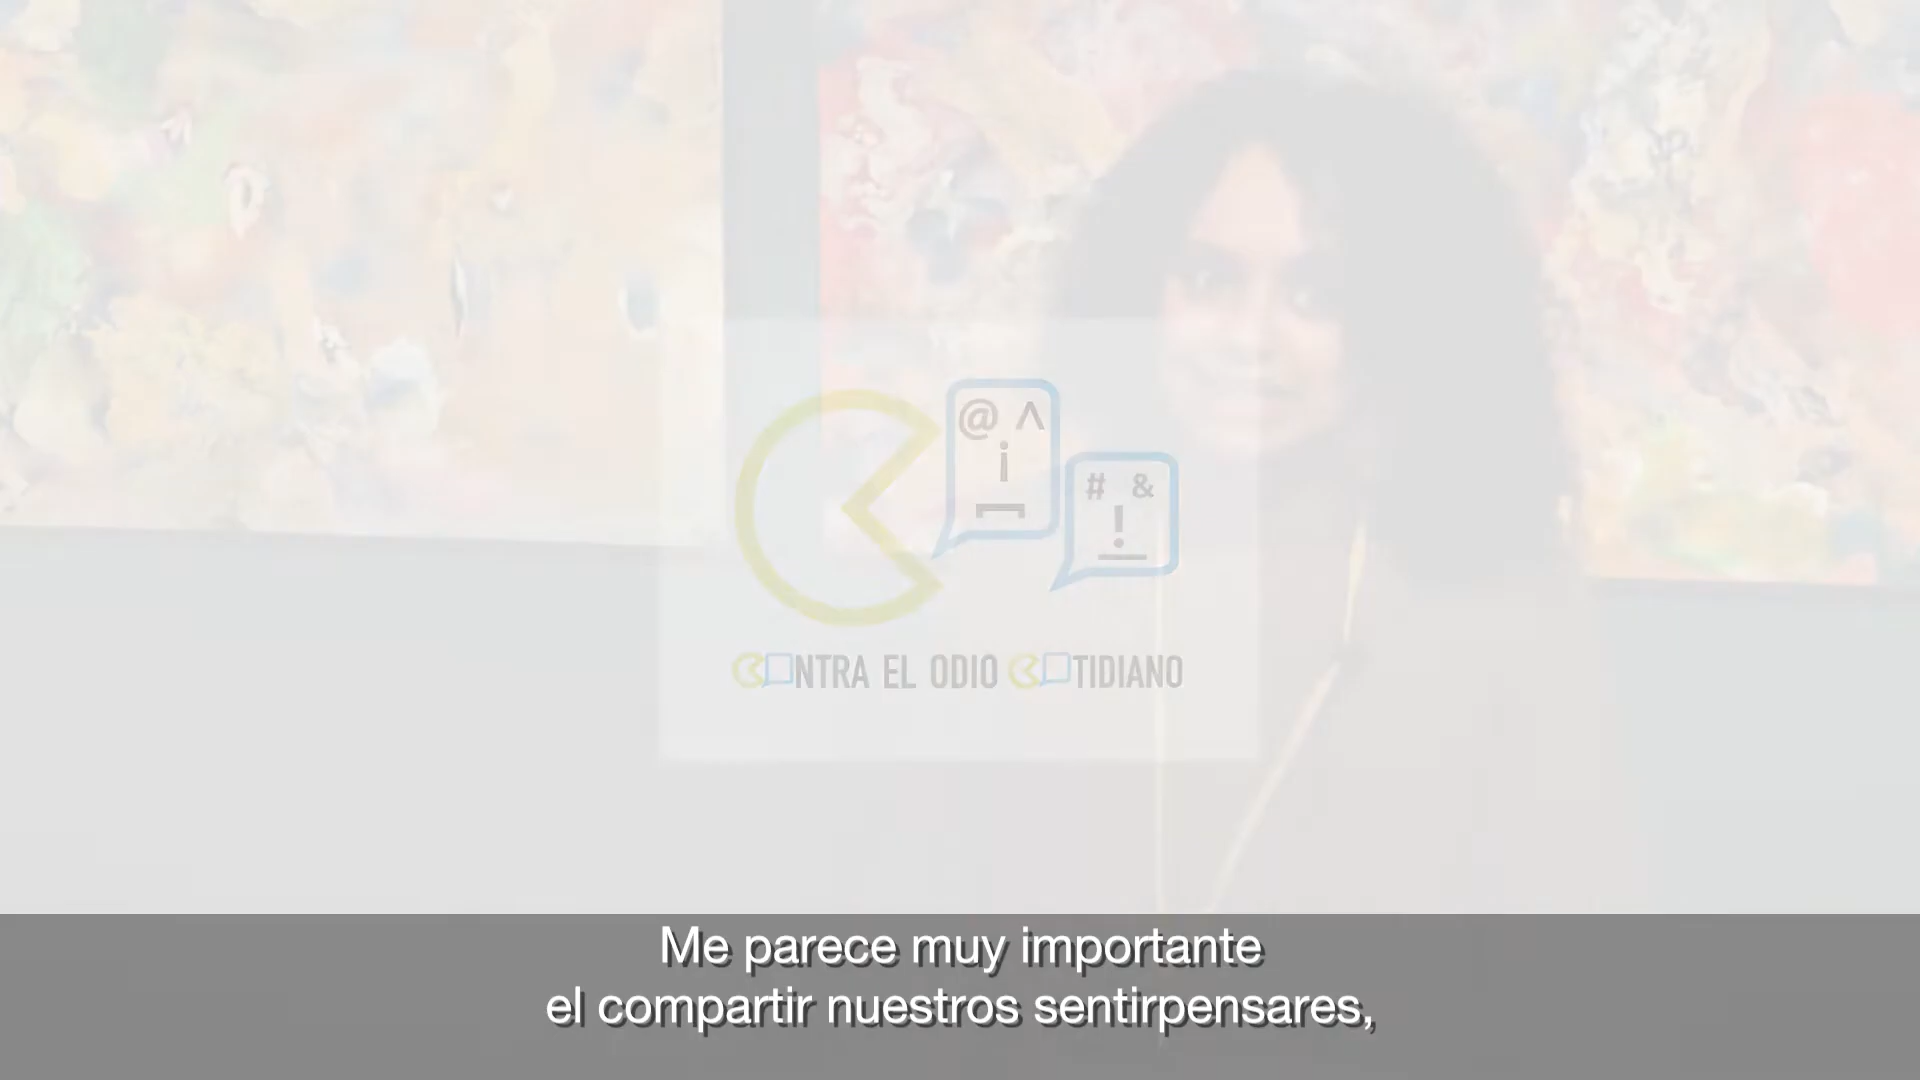 @ ^
¡
# &
!
CONTRA EL ODIO COTIDIANO
Me parece muy importante
el compartir nuestros sentirpensares,